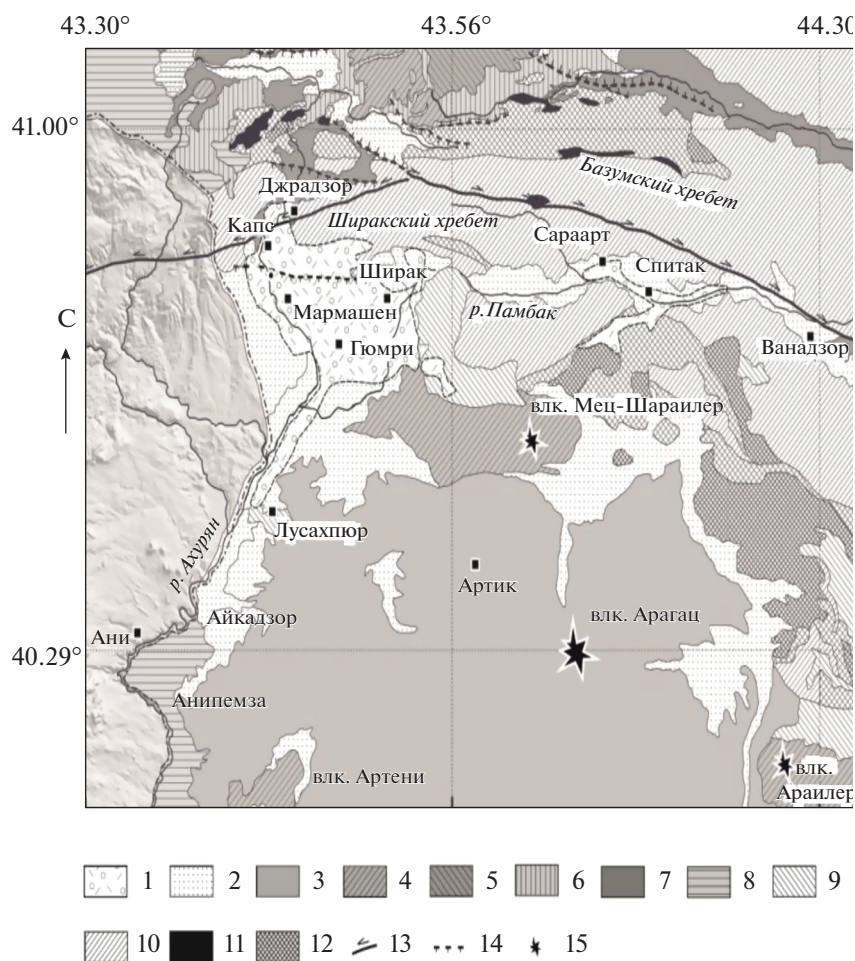 43.30° 43.56° 44.30
41.00°
Базумский хребет
Джрадзор
Капс
Ширакский хребет
Сараарт
Ширак
Спитак
С
Мармашен
р. Памбак
Гюмри
Ванадзор
влк. Мец-Шараилер
Лусахпюр
р. Ахурян
Артик
Айкадзор
влк. Арагац
Ани
40.29°
Анипемза
влк. Артени
влк.
Араилер
1 2 3 4 5 6 7 8 9
10 11 12 13 14 15